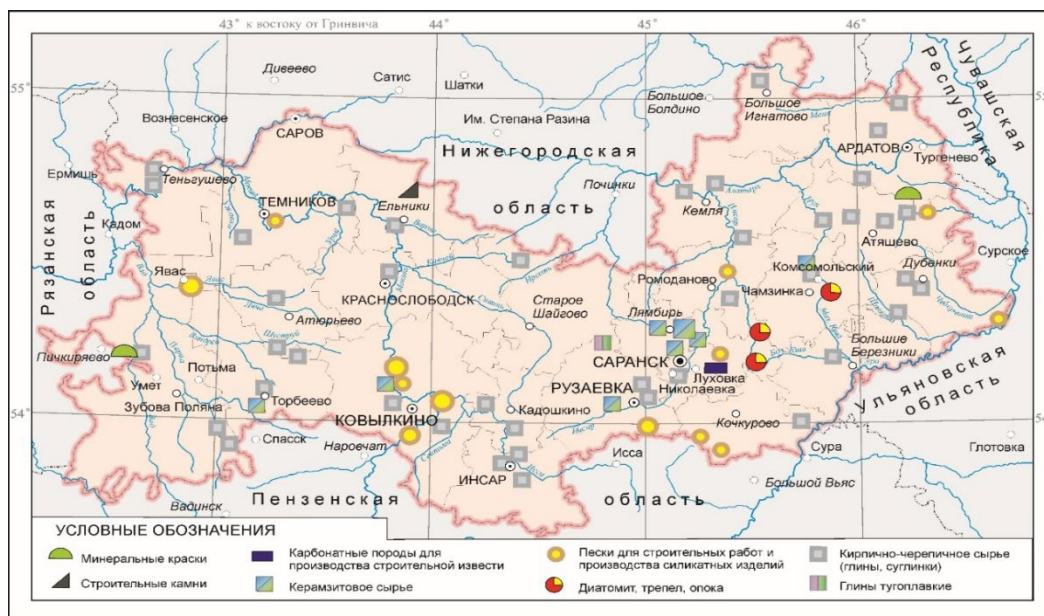 43° к востоку от Гринвича 44° 45° 46°
55°
55°
54°
54°
Дивеево
Сатис
Шатки
Вознесенское
САРОВ
Им. Степана Разина
Большое
Болдино
Большое
Игнатово
Чувашская
Республика
Нижегородская
область
Рязанская
область
Пензенская
область
Ульяновская
область
АРДАТОВ
Тургенево
Ермишь
Теньгушево
Кадом
ТЕМНИКОВ
Ельники
Починки
Кемля
Атяшево
Сурское
Дубенки
Явас
КРАСНОСЛОБОДСК
Атюрьево
Старое
Шайгово
Ромоданово
Комсомольский
Чамзинка
Лямбирь
Большие
Березники
Пичкиряево
Умет
Потьма
Зубова Поляна
Торбеево
САРАНСК
Луховка
Николаевка
РУЗАЕВКА
КОВЫЛКИНО
Кадошкино
Кочкурово
Спасск
Наровчат
ИНСАР
Исса
Сура
Глотовка
Вадинск
Большой Вьяс
УСЛОВНЫЕ ОБОЗНАЧЕНИЯ
Минеральные краски
Строительные камни
Карбонатные породы для
производства строительной извести
Керамзитовое сырье
Пески для строительных работ и
производства силикатных изделий
Диатомит, трепел, опока
Кирпично-черепичное сырье
(глины, суглинки)
Глины тугоплавкие